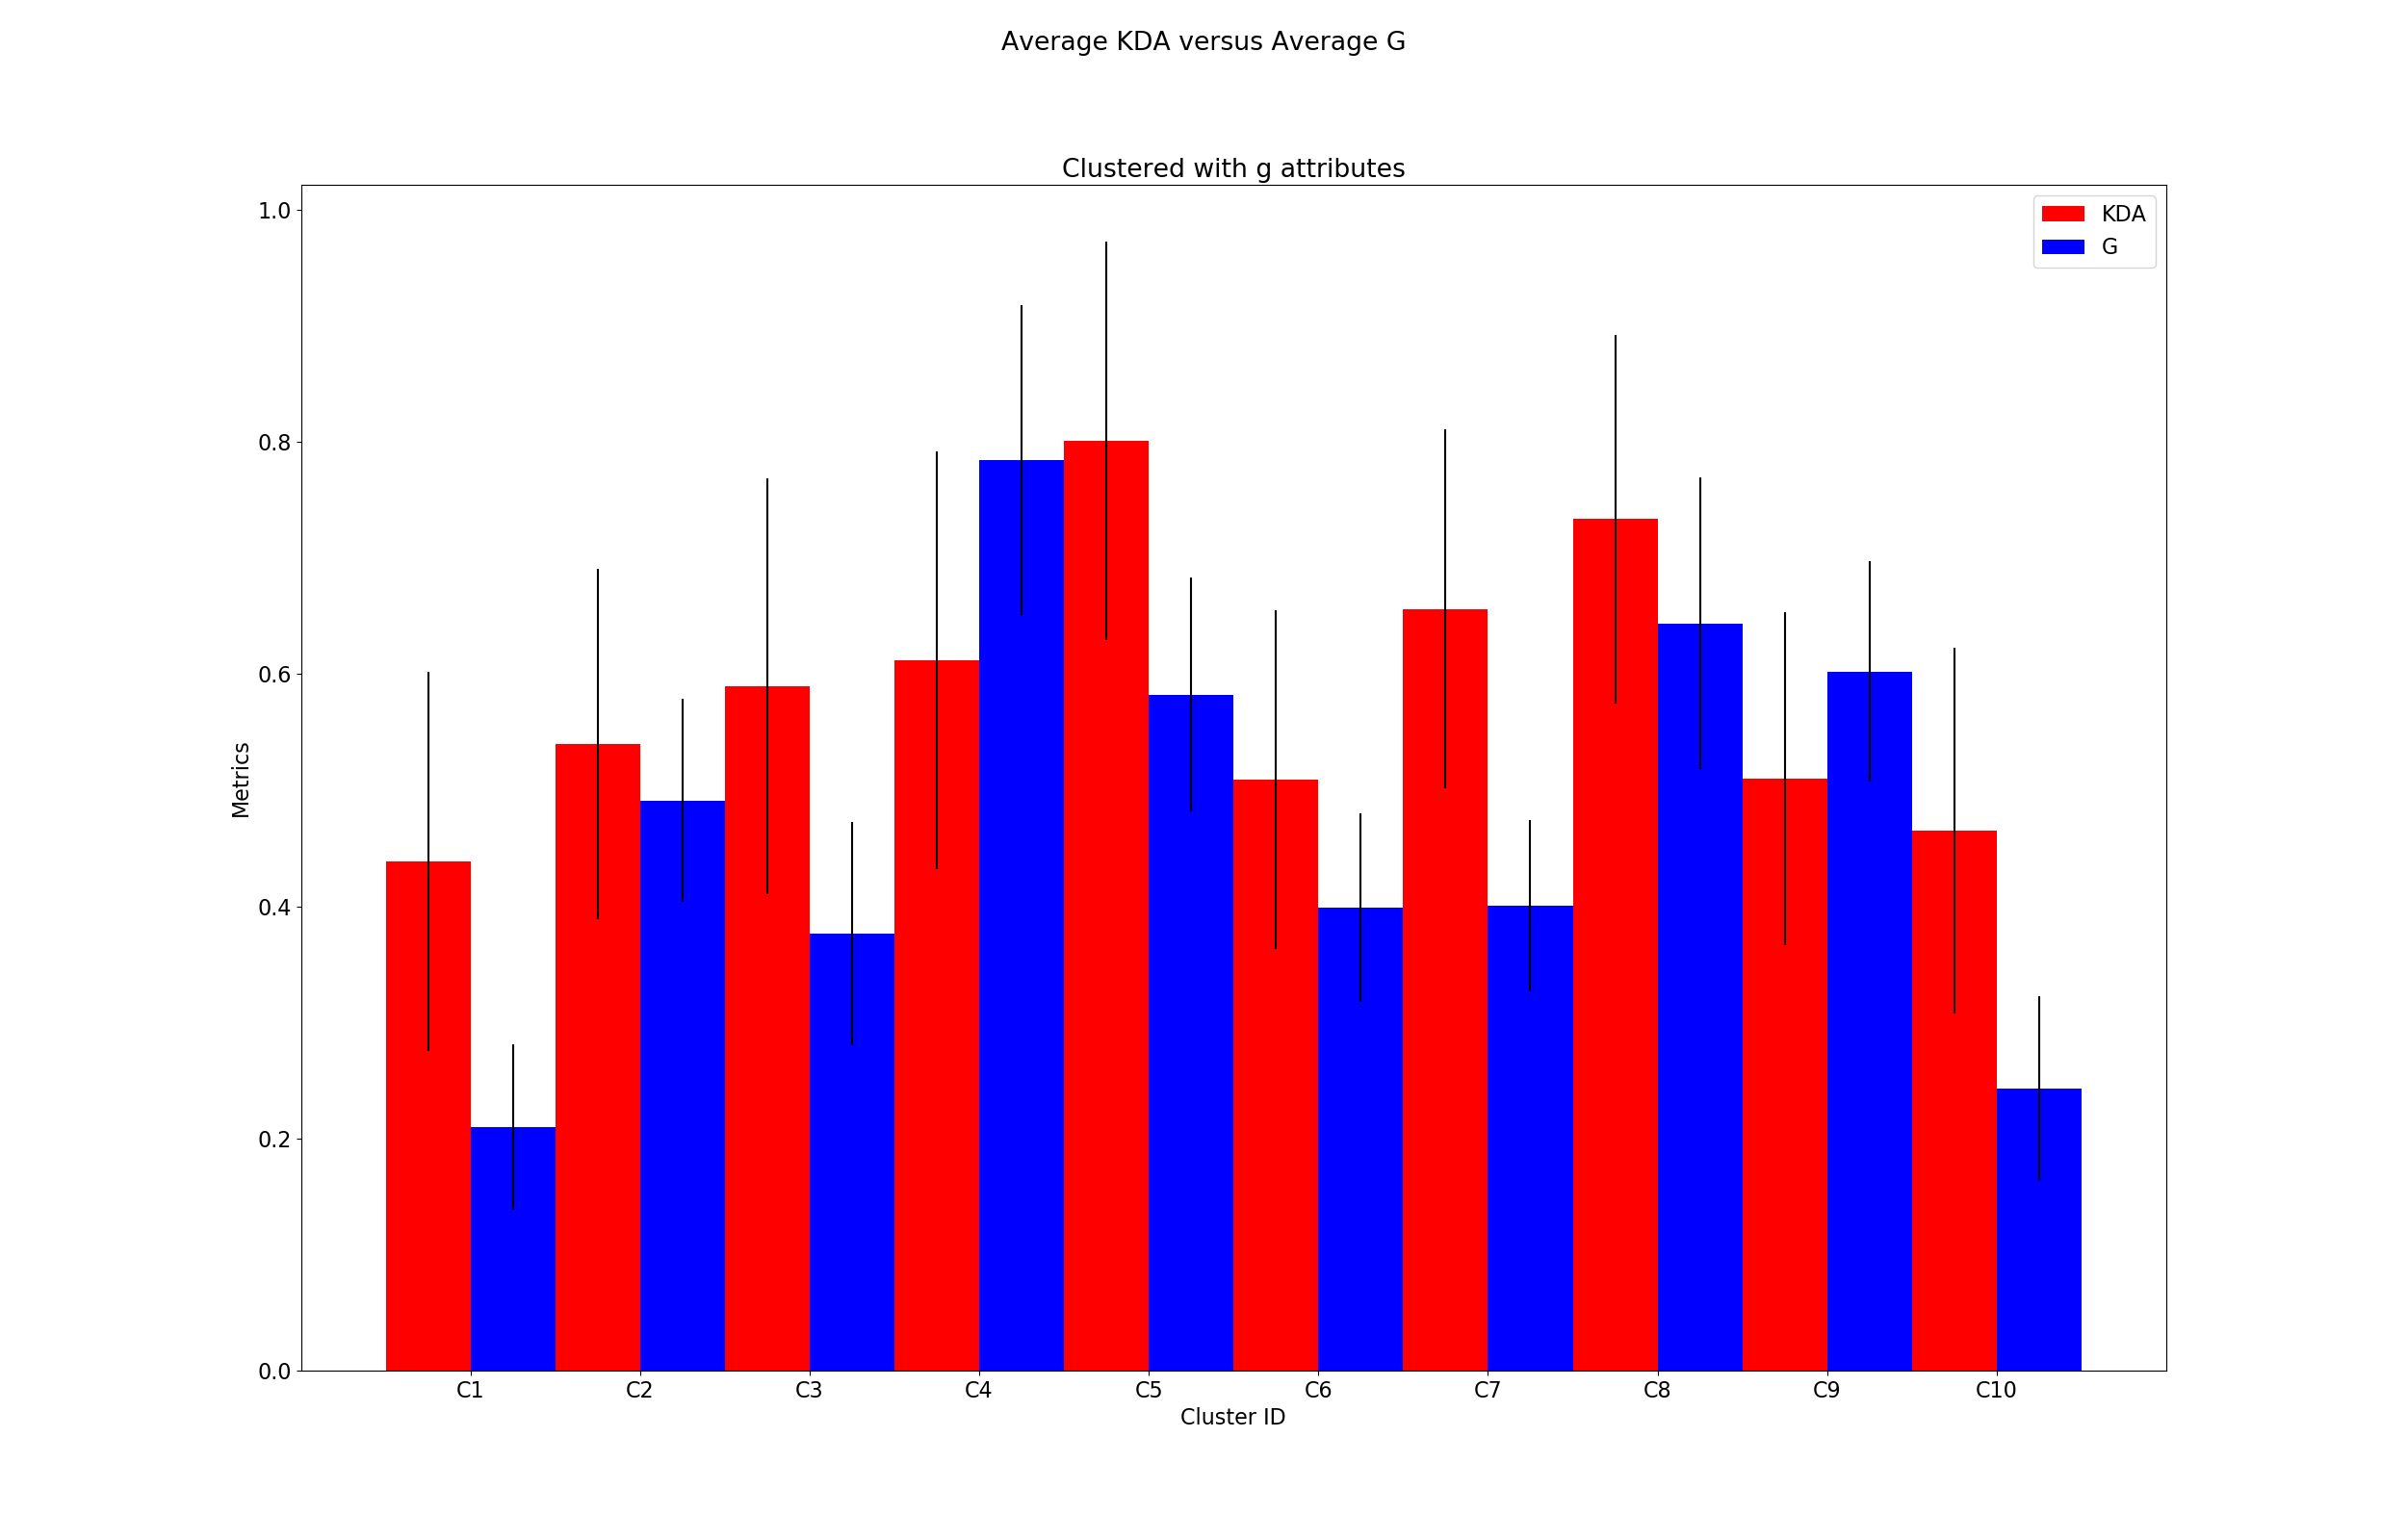 Average KDA versus Average G
Clustered with g attributes
KDA
G
1.0
0.8
0.6
0.4
0.2
0.0
Metrics
C1 C2 C3 C4 C5 C6 C7 C8 C9 C10
Cluster ID